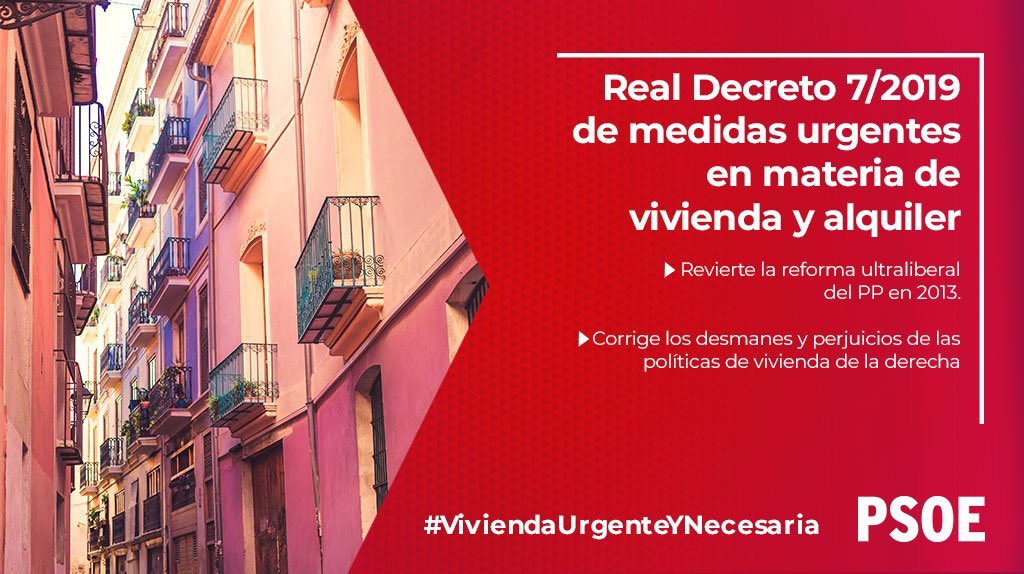 Real Decreto 7/2019
de medidas urgentes
en materia de
vivienda y alquiler
Revierte la reforma ultraliberal
del PP en 2013.
Corrige los desmanes y perjuicios de las
políticas de vivienda de la derecha
#ViviendaUrgenteYNecesaria
PSOE